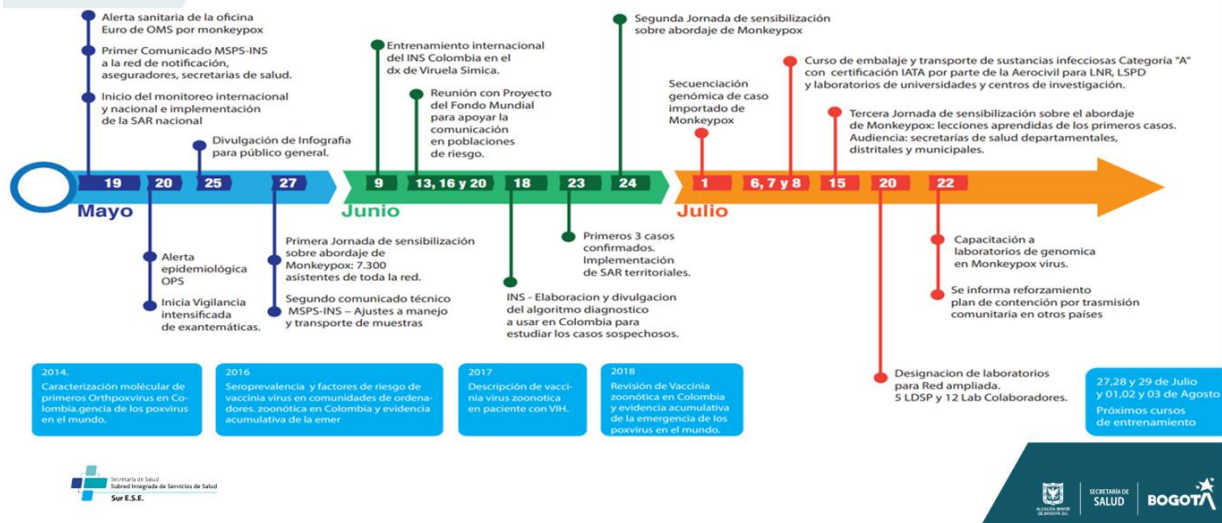 Alerta sanitaria de la oficina
Euro de OMS por monkeypox
Primer Comunicado MSPS-INS
a la red de notificación,
aseguradores, secretarias de salud.
Inicio del monitoreo internacional
y nacional e implementación
de la SAR nacional
Divulgación de Infografia
para público general.
Entrenamiento internacional
del INS Colombia en el
dx de Viruela Simica.
Reunión con Proyecto
del Fondo Mundial
para apoyar la
comunicación
en poblaciones
de riesgo.
Segunda Jornada de sensibilización
sobre abordaje de Monkeypox
Secuenciación
genómica de caso
importado de
Monkeypox
Curso de embalaje y transporte de sustancias infecciosas Categoría "A"
con certificación IATA por parte de la Aerocivil para LNR, LSPD
y laboratorios de universidades y centros de investigación.
Tercera Jornada de sensibilización sobre el abordaje
de Monkeypox: lecciones aprendidas de los primeros casos.
Audiencia: secretarías de salud departamentales,
distritales y municipales.
19 20 25 27 9 13, 16 y 20 18 23 24 1 6, 7 y 8 15 20 22
Mayo Junio Julio
Alerta
epidemiológica
OPS
Inicia Vigilancia
intensificada
de exantemáticas.
Primera Jornada de sensibilización
sobre abordaje de
Monkeypox: 7.300
asistentes de toda la red.
Segundo comunicado técnico
MSPS-INS – Ajustes a manejo
y transporte de muestras
INS - Elaboracion y divulgacion
del algoritmo diagnostico
a usar en Colombia para
estudiar los casos sospechosos.
Primeros 3 casos
confirmados.
Implementación
de SAR territoriales.
Designacion de laboratorios
para Red ampliada.
5 LDSP y 12 Lab Colaboradores.
Capacitación a
laboratorios de genomica
en Monkeypox virus.
Se informa reforzamiento
plan de contención por trasmisión
comunitaria en otros países
2014.
Caracterización molécular de
primeros Orthpoxvirus en Co-
lombia.gencia de los poxvirus
en el mundo.
2016
Seroprevalencia y factores de riesgo de
vaccinia virus en comunidades de ordena-
dores. zoonótica en Colombia y evidencia
acumulativa de la emer
2017
Descripción de vacci-
nia virus zoonotica
en paciente con VIH.
2018
Revisión de Vaccinia
zoonótica en Colombia
y evidencia acumulativa
de la emergencia de los
poxvirus en el mundo.
27,28 y 29 de Julio
y 01,02 y 03 de Agosto
Próximos cursos
de entrenamiento
Secretaría de Salud
Subred Integrada de Servicios de Salud
Sur E.S.E.
ALCALDÍA MAYOR
DE BOGOTÁ D.C.
SECRETARÍA DE
SALUD
BOGOTÁ